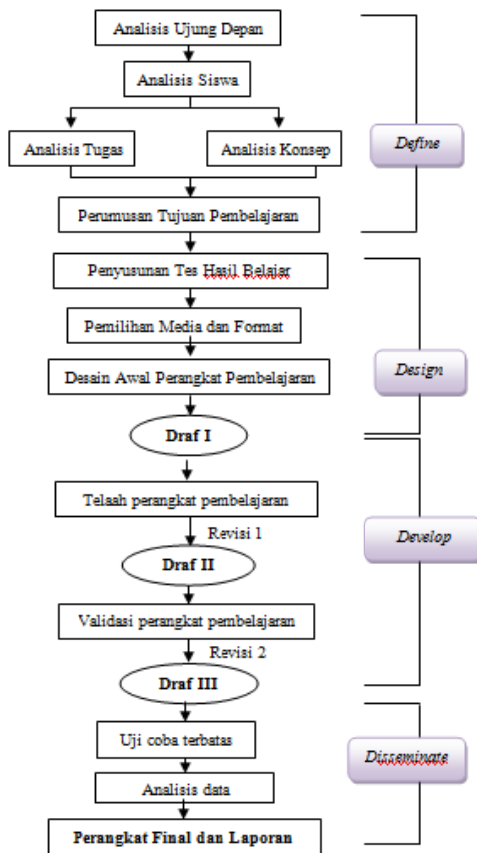 Analisis Ujung Depan
Analisis Siswa
Analisis Tugas
Analisis Konsep
Define
Perumusan Tujuan Pembelajaran
Penyusunan Tes Hasil Belajar
Pemilihan Media dan Format
Design
Desain Awal Perangkat Pembelajaran
Draf I
Telaah perangkat pembelajaran
Revisi 1
Develop
Draf II
Validasi perangkat pembelajaran
Revisi 2
Draf III
Uji coba terbatas
Disseminate
Analisis data
Perangkat Final dan Laporan